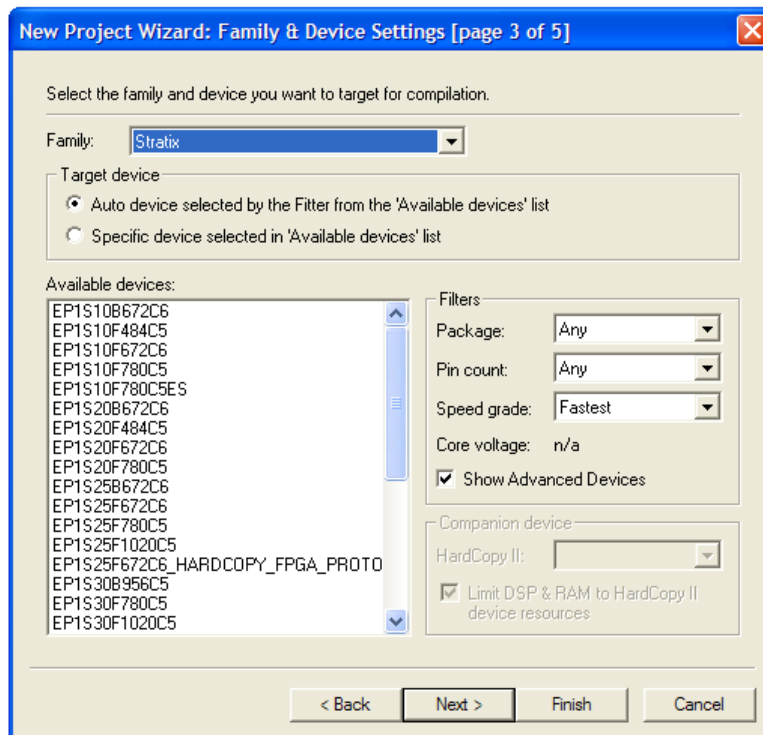 New Project Wizard: Family & Device Settings [page 3 of 5]
Select the family and device you want to target for compilation.
Family: Stratix
Target device
Auto device selected by the Fitter from the 'Available devices' list
Specific device selected in 'Available devices' list
Available devices:
EP1S10B672C6
EP1S10F484C5
EP1S10F672C6
EP1S10F780C5
EP1S10F780C5ES
EP1S20B672C6
EP1S20F484C5
EP1S20F672C6
EP1S20F780C5
EP1S25B672C6
EP1S25F672C6
EP1S25F780C5
EP1S25F1020C5
EP1S25F672C6_HARDCOPY_FPGA_PROTO
EP1S30B956C5
EP1S30F780C5
EP1S30F1020C5
Filters
Package: Any
Pin count: Any
Speed grade: Fastest
Core voltage: n/a
Show Advanced Devices
Companion device
HardCopy II:
Limit DSP & RAM to HardCopy II
device resources
< Back Next > Finish Cancel